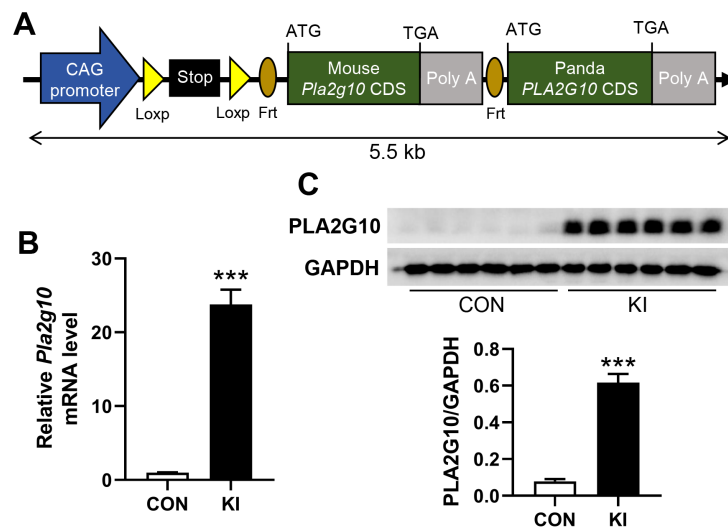 A
ATG
TGA
ATG
TGA
CAG
promoter
Stop
Mouse
Pla2g10 CDS
Poly A
Panda
PLA2G10 CDS
Poly A
Loxp
Loxp
Frt
Frt
5.5 kb
B
30
20
10
0
Relative Pla2g10
mRNA level
***
CON
KI
C
PLA2G10
GAPDH
CON
KI
0.8
0.6
0.4
0.2
0.0
PLA2G10/GAPDH
***
CON
KI